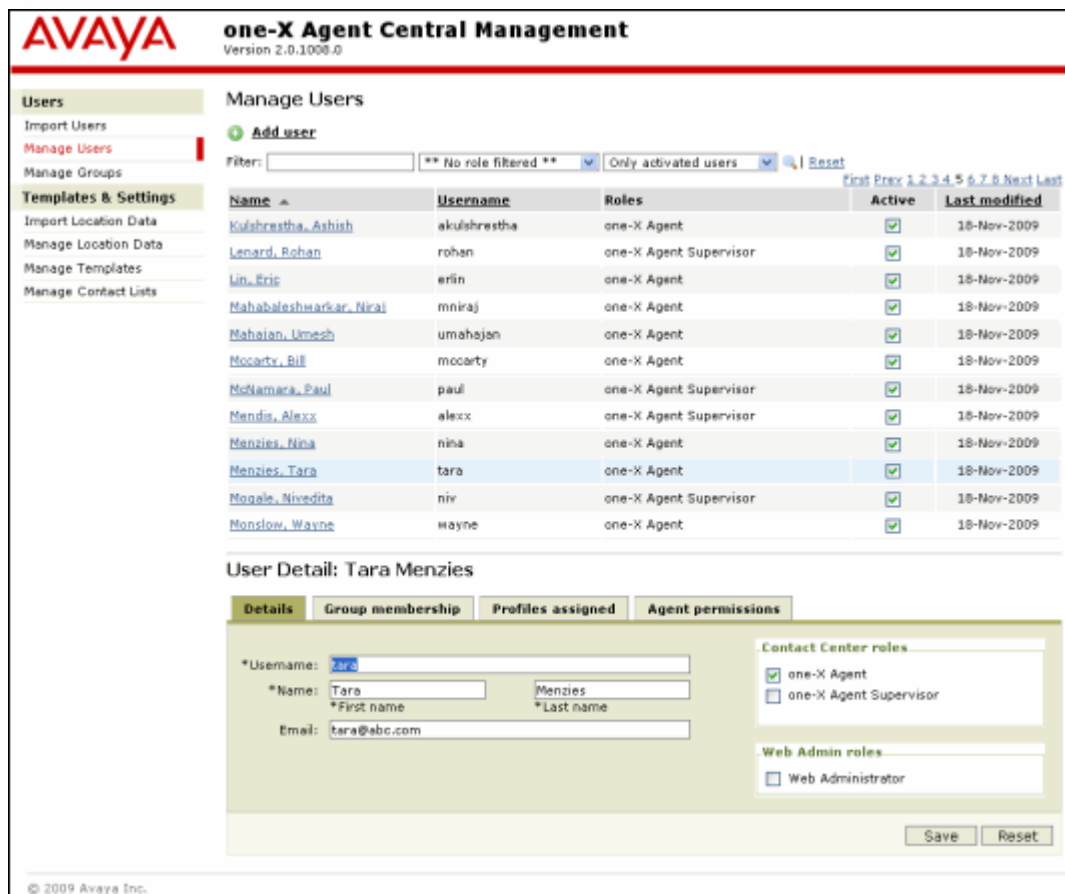 AVAYA
one-X Agent Central Management
Version 2.0.1008.0
Users
Import Users
Manage Users
Manage Groups
Templates & Settings
Import Location Data
Manage Location Data
Manage Templates
Manage Contact Lists
Manage Users
Add user
Filter: ** No role filtered ** Only activated users | Reset
First Prev 1 2 3 4 5 6 7 8 Next Last
Name Username Roles Active Last modified
Kulshrestha, Ashish akulshrestha one-X Agent 18-Nov-2009
Lenard, Rohan rohan one-X Agent Supervisor 18-Nov-2009
Lin, Eric erlin one-X Agent 18-Nov-2009
Mahabaleshwarkar, Niraj mniraj one-X Agent 18-Nov-2009
Mahajan, Umesh umahajan one-X Agent 18-Nov-2009
Mccarty, Bill mccarty one-X Agent 18-Nov-2009
McNamara, Paul paul one-X Agent Supervisor 18-Nov-2009
Mendis, Alexx alexx one-X Agent Supervisor 18-Nov-2009
Menzies, Nina nina one-X Agent 18-Nov-2009
Menzies, Tara tara one-X Agent 18-Nov-2009
Mogale, Nivedita niv one-X Agent Supervisor 18-Nov-2009
Monslow, Wayne wayne one-X Agent 18-Nov-2009
User Detail: Tara Menzies
Details Group membership Profiles assigned Agent permissions
*Username: tara
*Name: Tara Menzies
*First name *Last name
Email: tara@abc.com
Contact Center roles
one-X Agent
one-X Agent Supervisor
Web Admin roles
Web Administrator
Save Reset
© 2009 Avaya Inc.